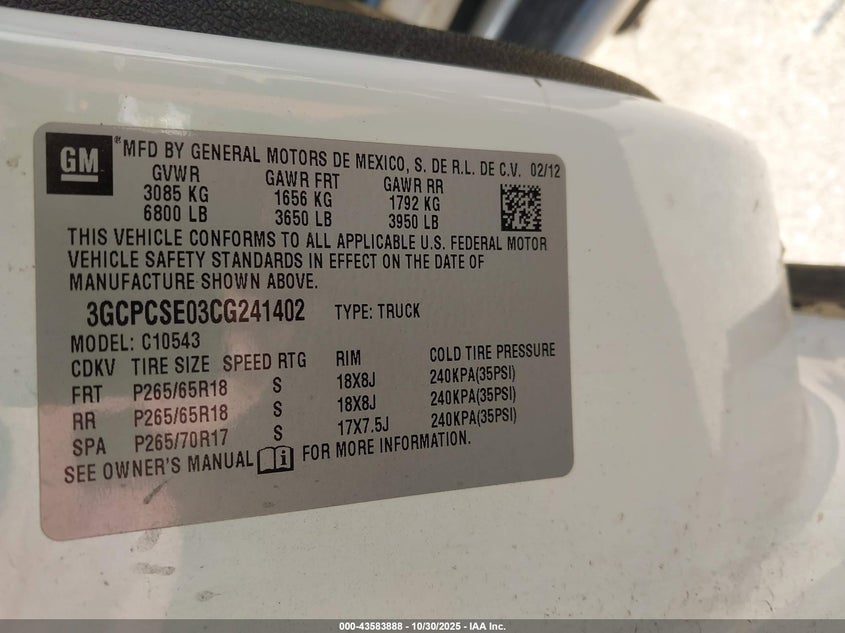 GM
® MFD BY GENERAL MOTORS DE MEXICO, S. DE R.L. DE C.V. 02/12
GVWR GAWR FRT GAWR RR
3085 KG 1656 KG 1792 KG
6800 LB 3650 LB 3950 LB
THIS VEHICLE CONFORMS TO ALL APPLICABLE U.S. FEDERAL MOTOR
VEHICLE SAFETY STANDARDS IN EFFECT ON THE DATE OF
MANUFACTURE SHOWN ABOVE.
3GCPCSE03CG241402 TYPE: TRUCK
MODEL: C10543
CDKV TIRE SIZE SPEED RTG RIM COLD TIRE PRESSURE
FRT P265/65R18 S 18X8J 240KPA(35PSI)
RR P265/65R18 S 18X8J 240KPA(35PSI)
SPA P265/70R17 S 17X7.5J 240KPA(35PSI)
SEE OWNER'S MANUAL i FOR MORE INFORMATION.
000-43583888 - 10/30/2025 - IAA Inc.